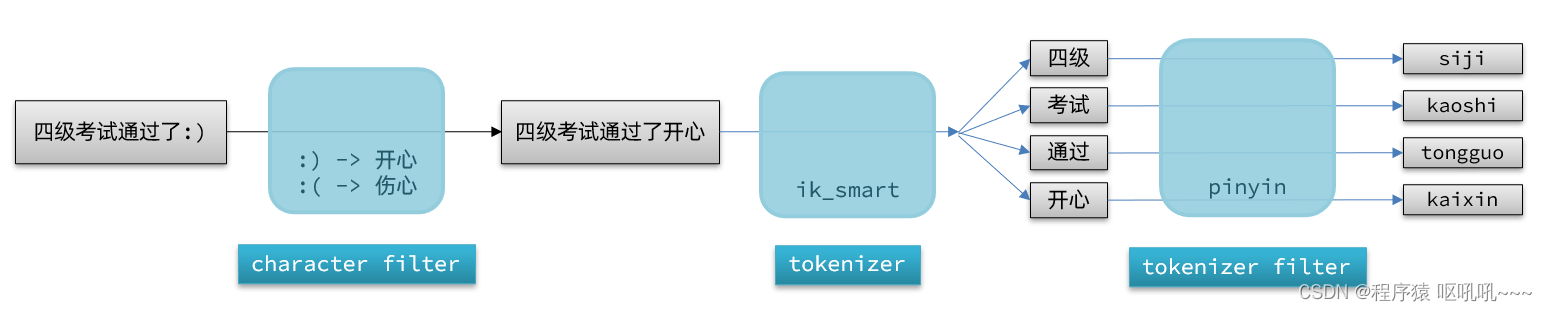 四级考试通过了:)
:) -> 开心
:( -> 伤心
character filter
四级考试通过了开心
ik_smart
tokenizer
四级
考试
通过
开心
pinyin
tokenizer filter
siji
kaoshi
tongguo
kaixin
CSDN @程序猿 呕吼吼~~~